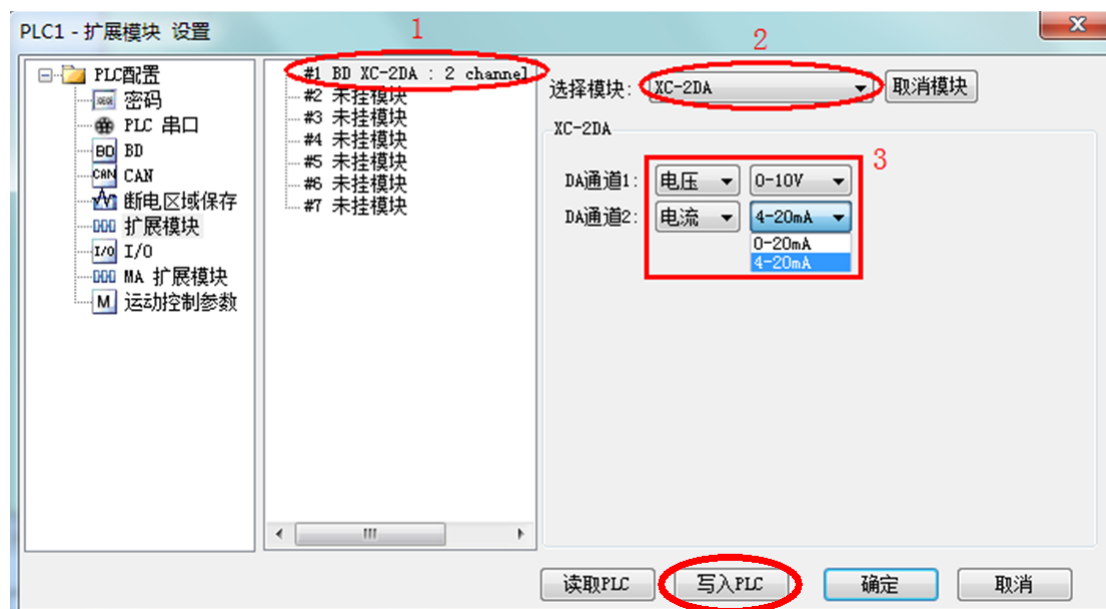 PLC1 - 扩展模块 设置
1
2
PLC配置
密码
PLC 串口
BD BD
CAN CAN
断电区域保存
扩展模块
I/O I/O
MA 扩展模块
M 运动控制参数
#1 BD XC-2DA : 2 channel
#2 未挂模块
#3 未挂模块
#4 未挂模块
#5 未挂模块
#6 未挂模块
#7 未挂模块
选择模块: XC-2DA 取消模块
XC-2DA
3
DA通道1: 电压 0-10V
DA通道2: 电流 4-20mA
0-20mA
4-20mA
读取PLC 写入PLC 确定 取消